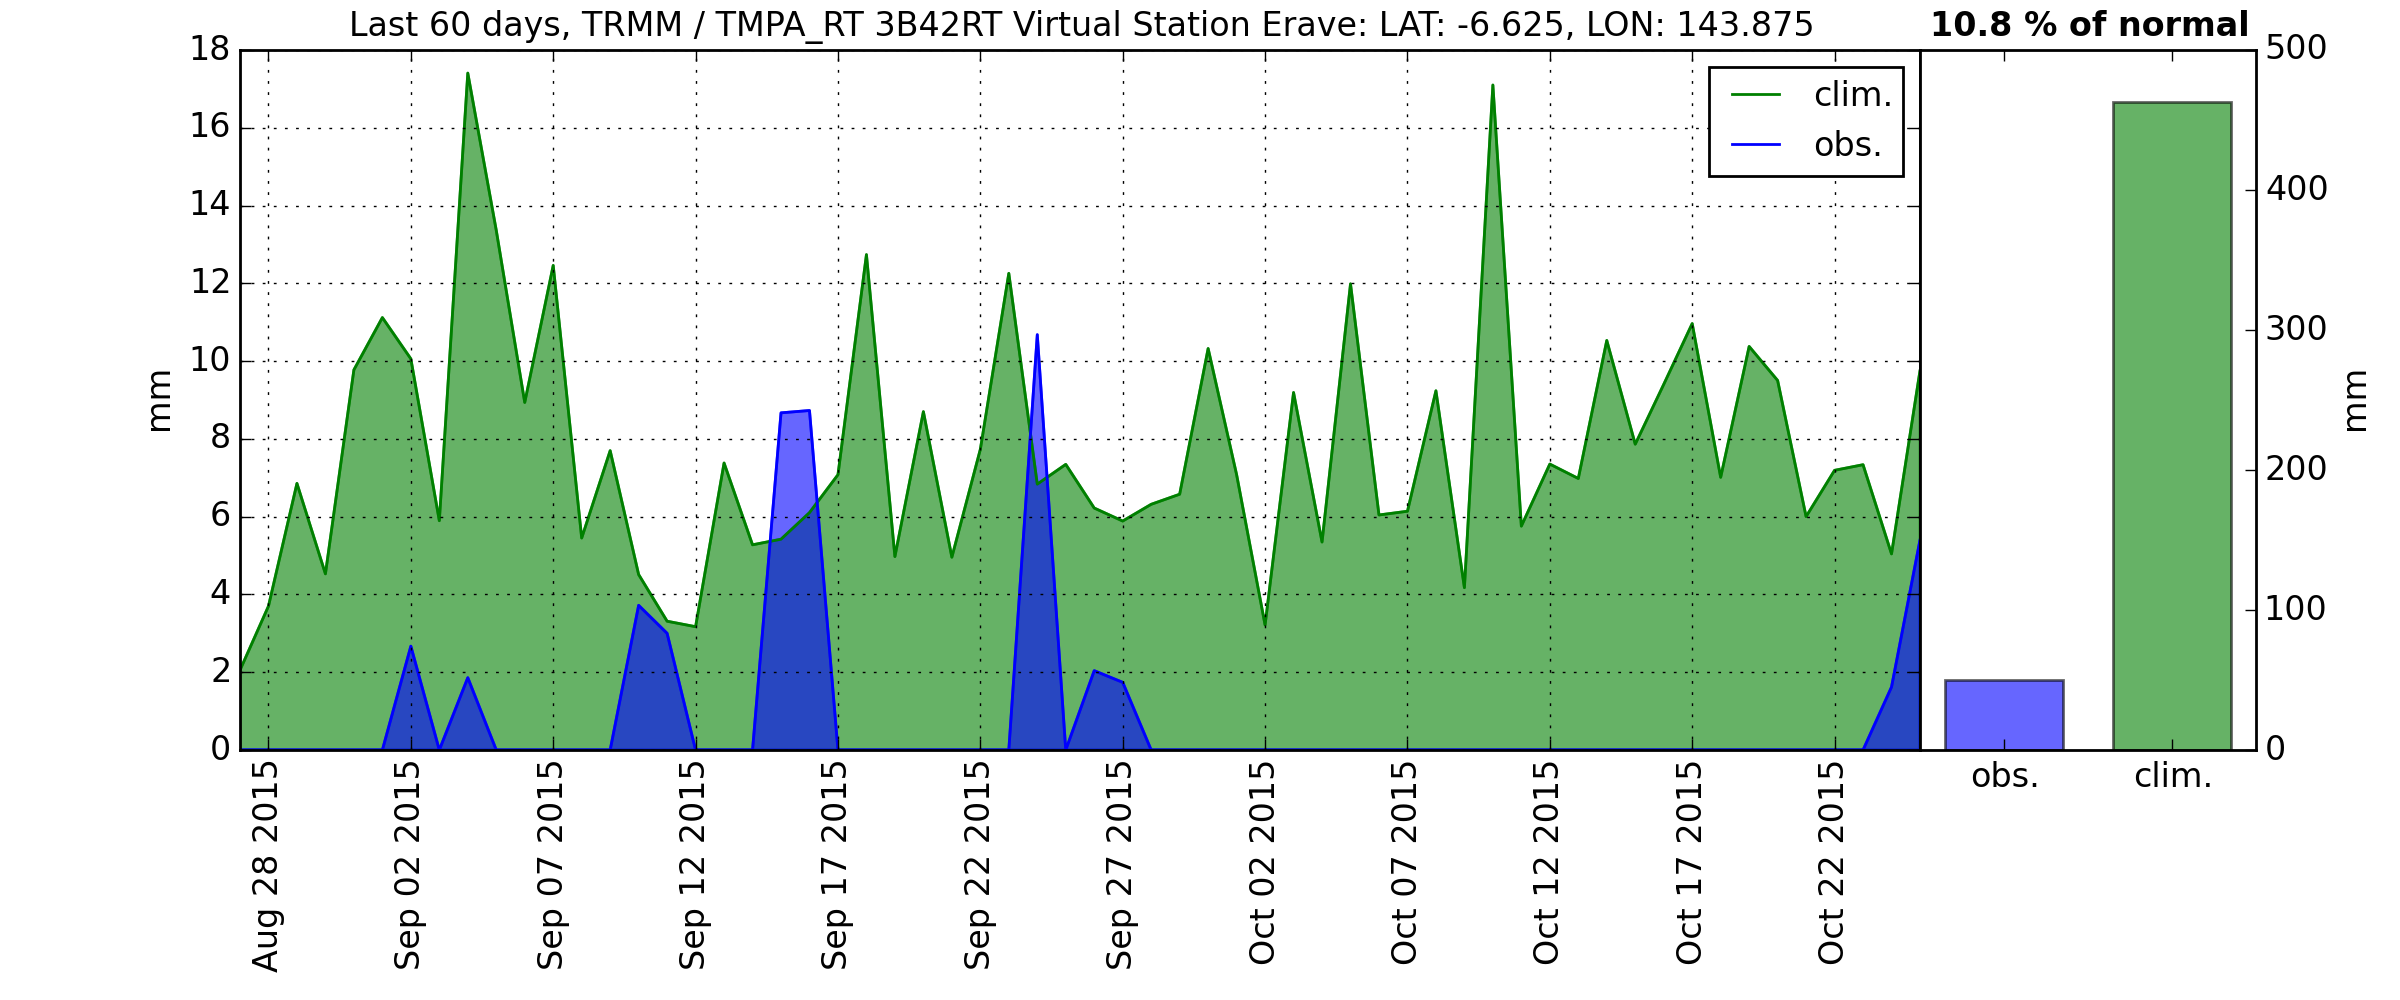 Last 60 days, TRMM / TMPA_RT 3B42RT Virtual Station Erave: LAT: -6.625, LON: 143.875
10.8 % of normal
18
16
14
12
10
8
6
4
2
0
mm
clim.
obs.
500
400
300
200
100
0
mm
Aug 28 2015
Sep 02 2015
Sep 07 2015
Sep 12 2015
Sep 17 2015
Sep 22 2015
Sep 27 2015
Oct 02 2015
Oct 07 2015
Oct 12 2015
Oct 17 2015
Oct 22 2015
obs.
clim.